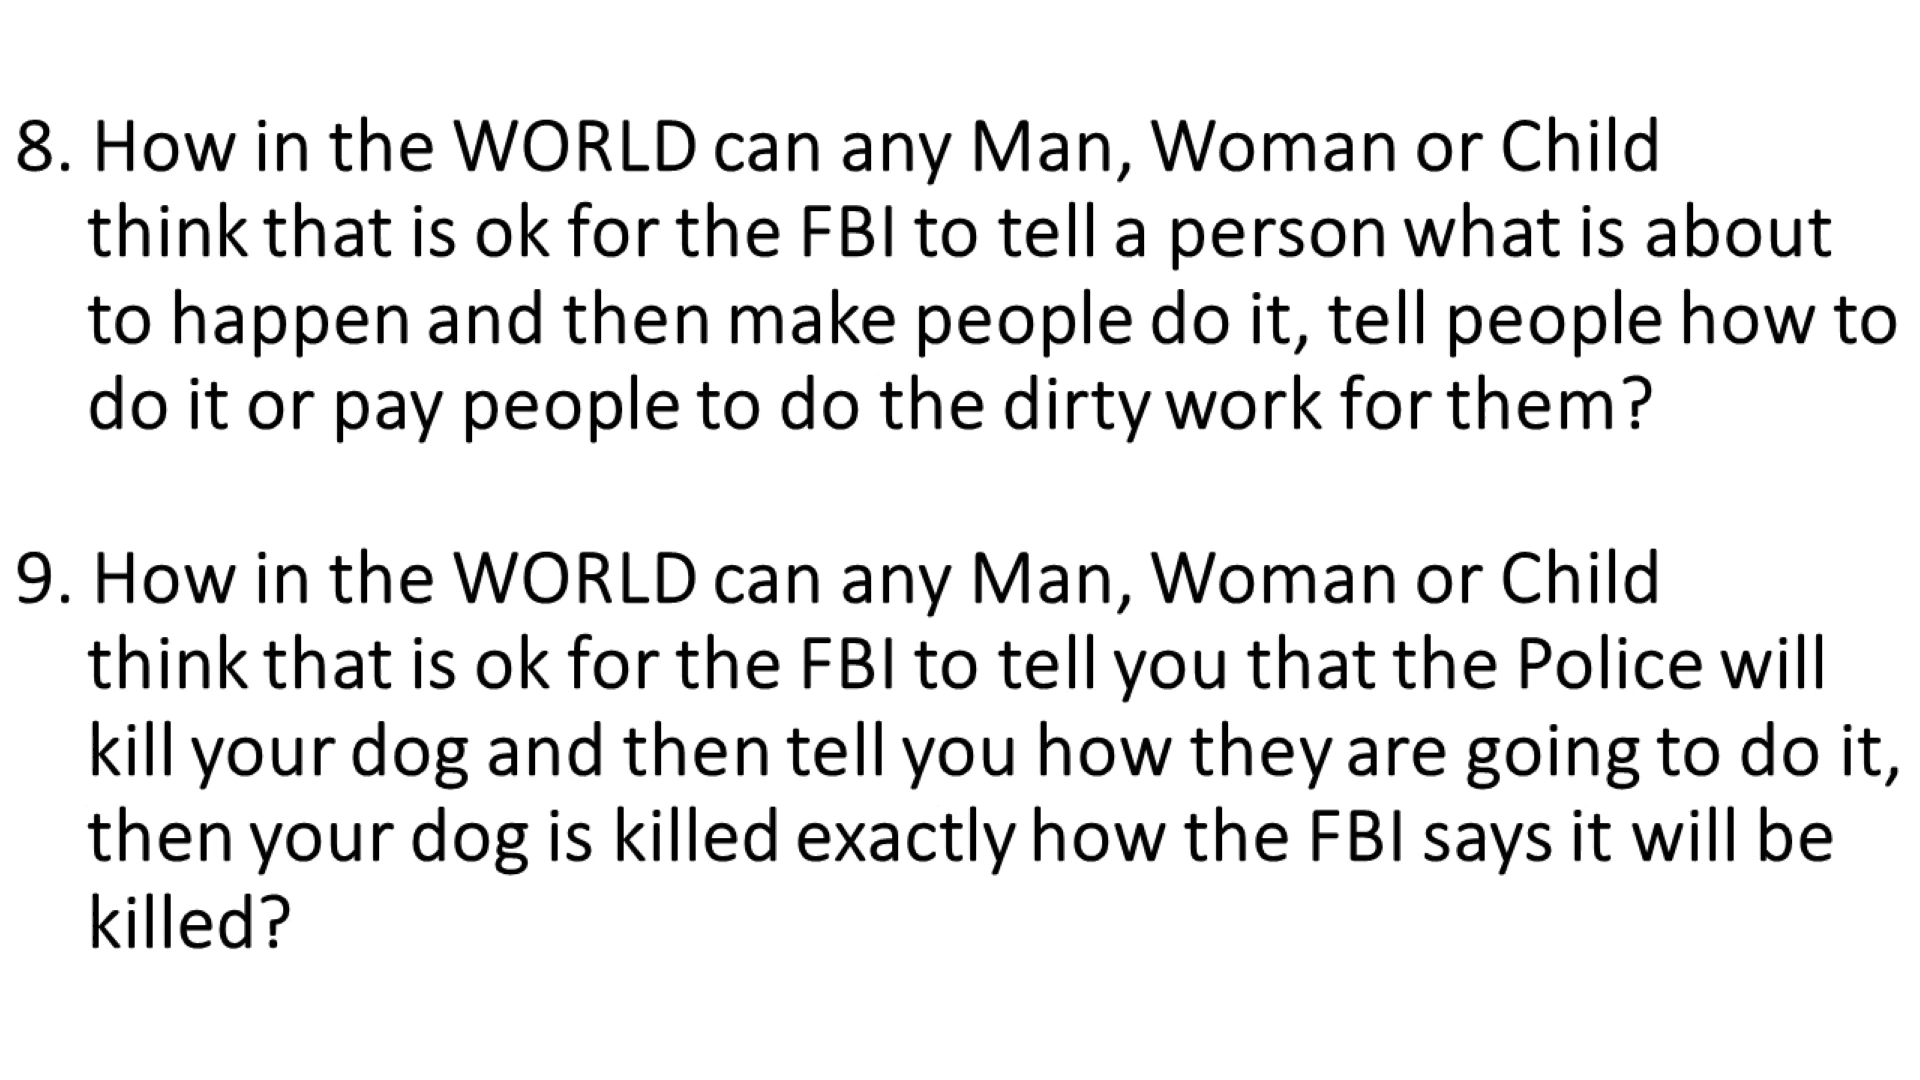 8. How in the WORLD can any Man, Woman or Child
think that is ok for the FBI to tell a person what is about
to happen and then make people do it, tell people how to
do it or pay people to do the dirty work for them?
9. How in the WORLD can any Man, Woman or Child
think that is ok for the FBI to tell you that the Police will
kill your dog and then tell you how they are going to do it,
then your dog is killed exactly how the FBI says it will be
killed?